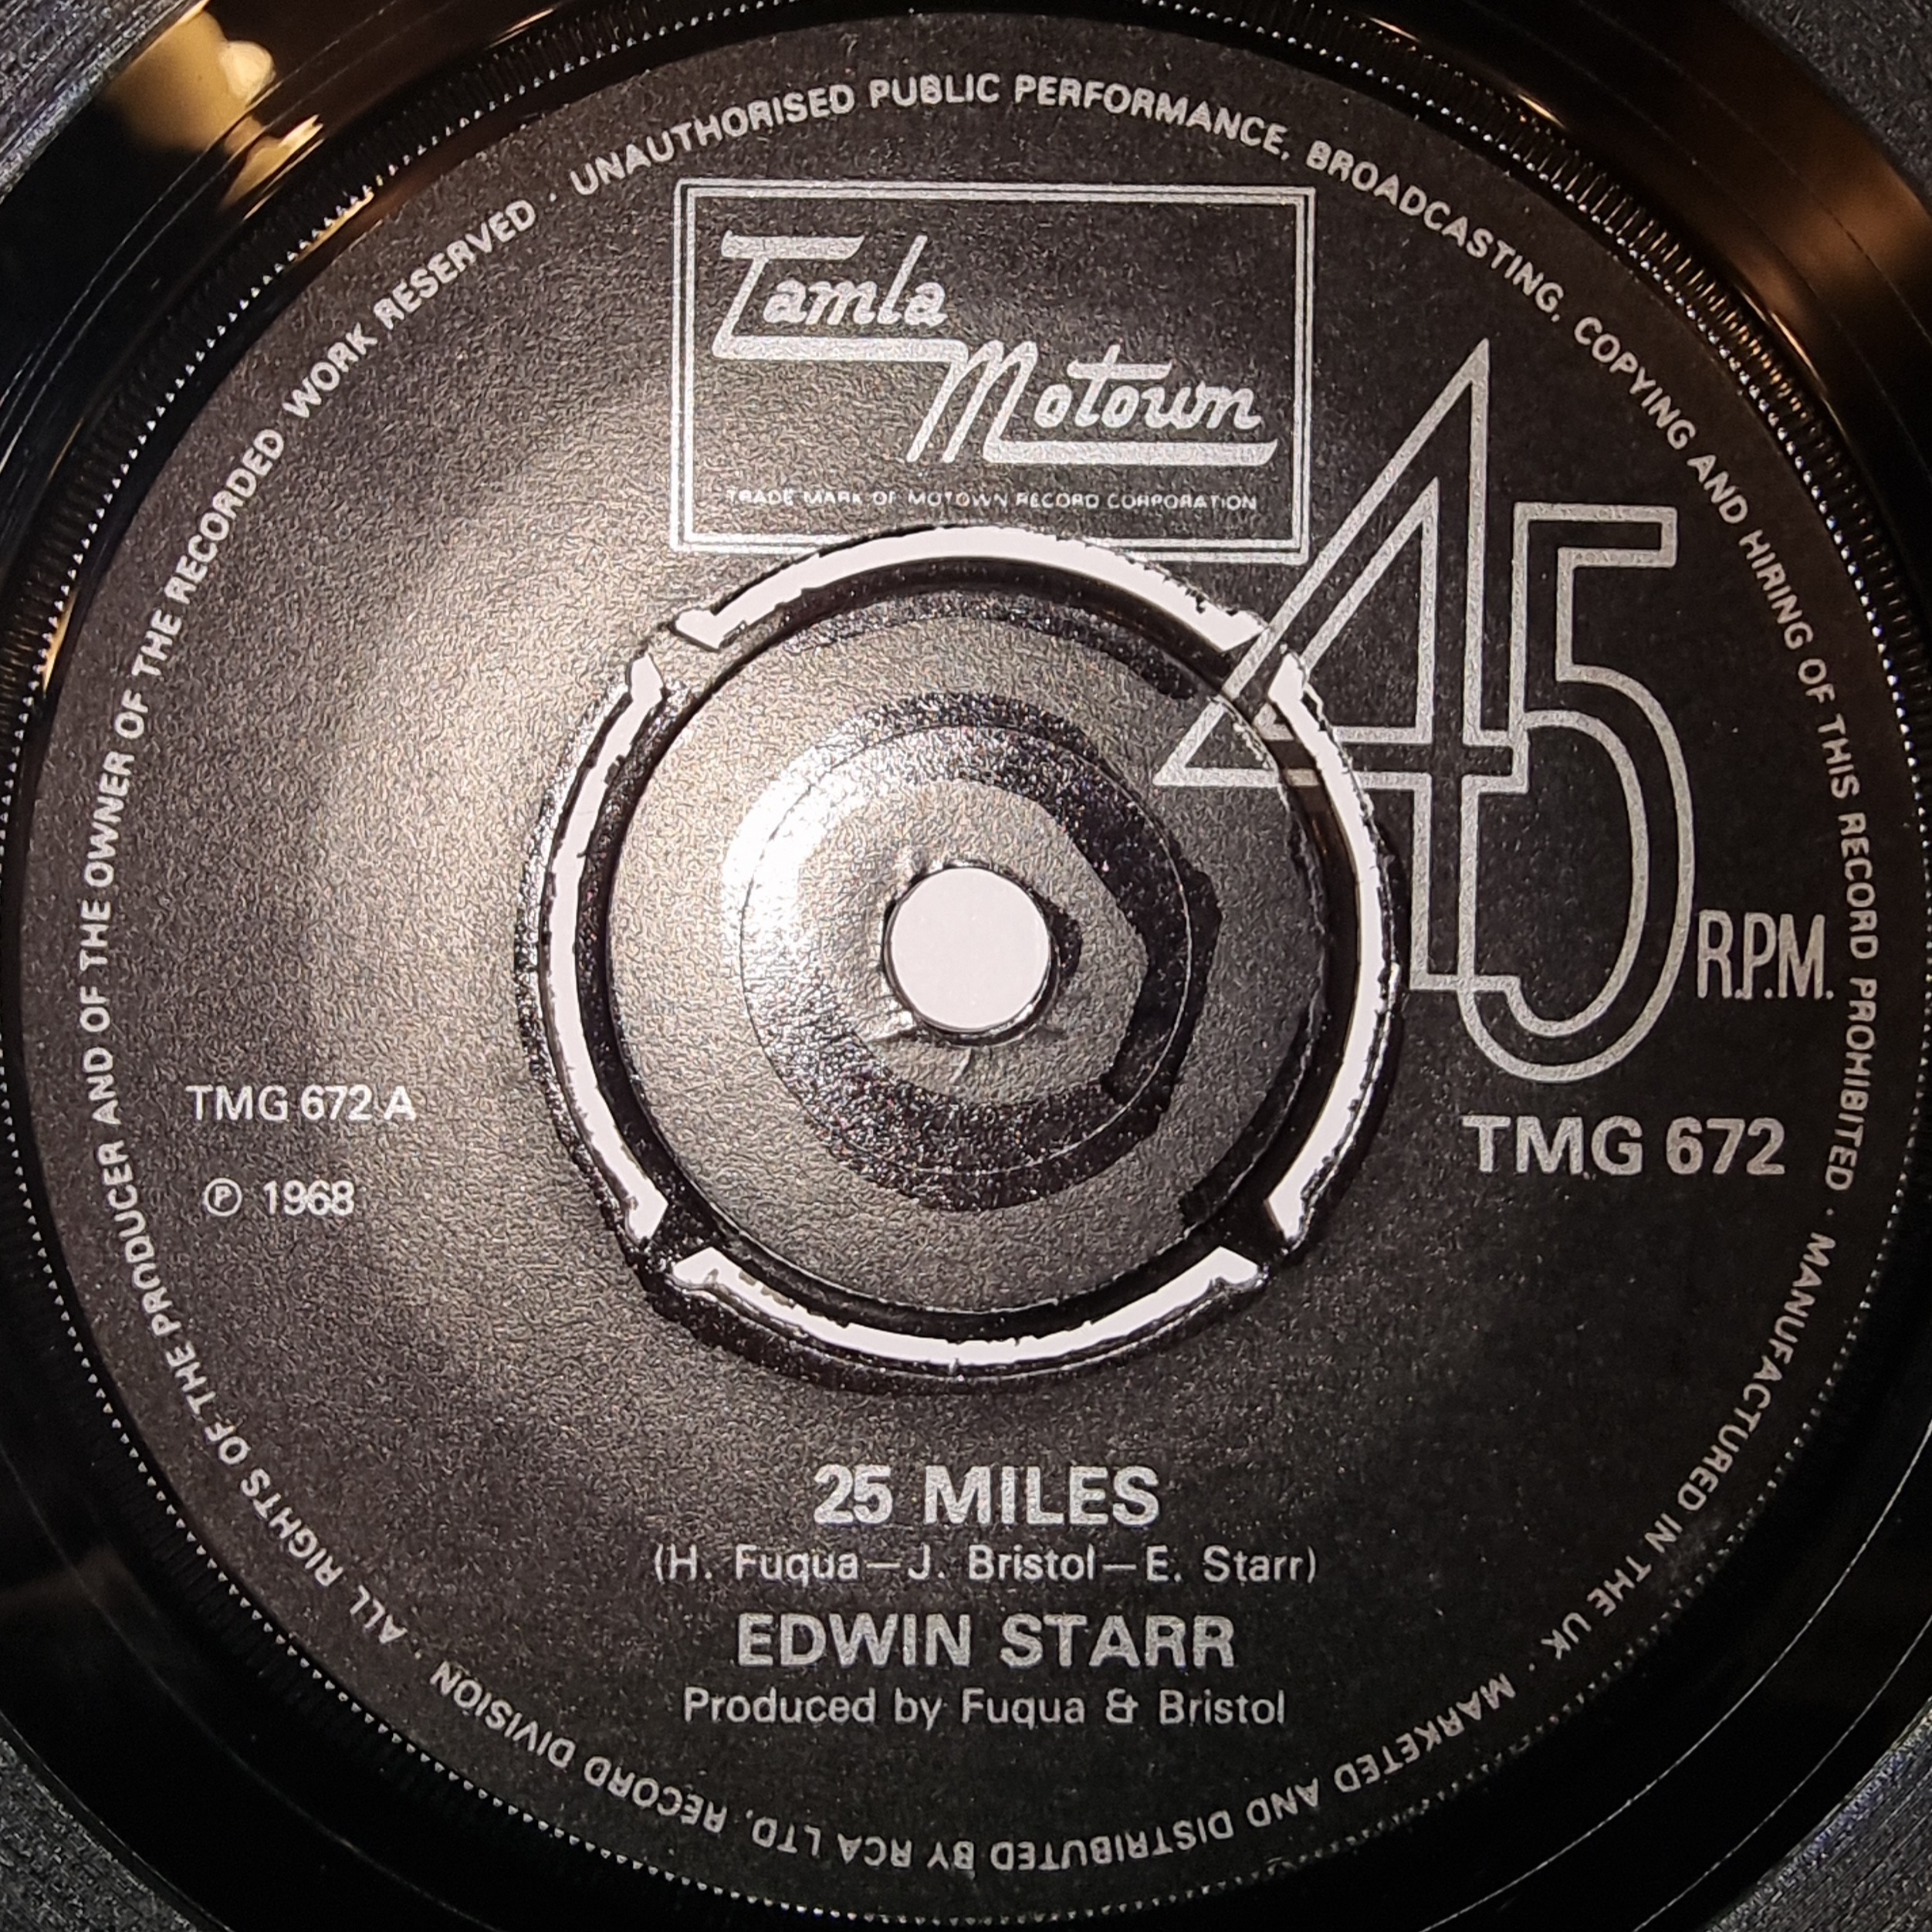 UNAUTHORISED PUBLIC PERFORMANCE, BROADCASTING, COPYING AND HIRING OF THIS RECORD PROHIBITED · MANUFACTURED IN THE UK · MARKETED AND DISTRIBUTED BY RCA LTD. RECORD DIVISION · ALL RIGHTS OF THE PRODUCER AND OF THE OWNER OF THE RECORDED WORK RESERVED ·
Tamla
Motown
TRADE MARK OF MOTOWN RECORD CORPORATION
45
R.P.M.
TMG 672 A
TMG 672
℗ 1968
25 MILES
(H. Fuqua—J. Bristol—E. Starr)
EDWIN STARR
Produced by Fuqua & Bristol